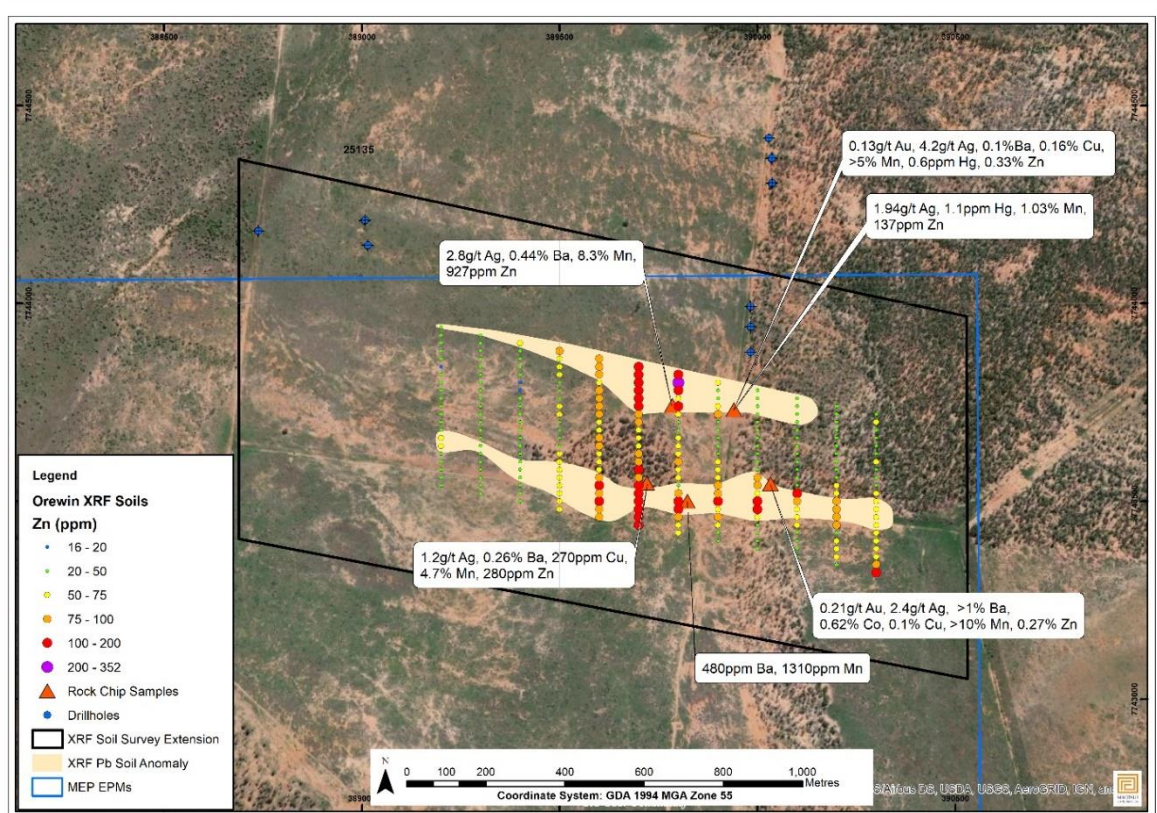 388500
389000
389500
390000
390500
7744500
7744500
25135
0.13g/t Au, 4.2g/t Ag, 0.1%Ba, 0.16% Cu,
>5% Mn, 0.6ppm Hg, 0.33% Zn
1.94g/t Ag, 1.1ppm Hg, 1.03% Mn,
137ppm Zn
2.8g/t Ag, 0.44% Ba, 8.3% Mn,
927ppm Zn
7744000
7744000
1.2g/t Ag, 0.26% Ba, 270ppm Cu,
4.7% Mn, 280ppm Zn
0.21g/t Au, 2.4g/t Ag, >1% Ba,
0.62% Co, 0.1% Cu, >10% Mn, 0.27% Zn
480ppm Ba, 1310ppm Mn
7743000
Legend
Orewin XRF Soils
Zn (ppm)
16 - 20
20 - 50
50 - 75
75 - 100
100 - 200
200 - 352
Rock Chip Samples
Drillholes
XRF Soil Survey Extension
XRF Pb Soil Anomaly
MEP EPMs
N
0 100 200 400 600 800 1,000
Metres
Coordinate System: GDA 1994 MGA Zone 55
389000
390500
S/Airbus DS, USDA, USGS, AeroGRID, IGN, an